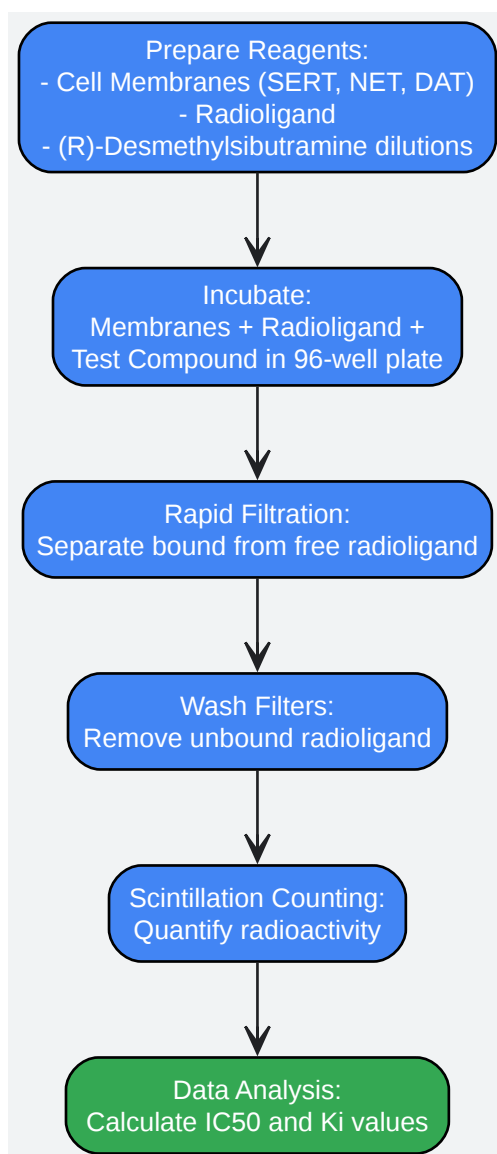 Prepare Reagents:
- Cell Membranes (SERT, NET, DAT)
- Radioligand
- (R)-Desmethylsibutramine dilutions
Incubate:
Membranes + Radioligand +
Test Compound in 96-well plate
Rapid Filtration:
Separate bound from free radioligand
Wash Filters:
Remove unbound radioligand
Scintillation Counting:
Quantify radioactivity
Data Analysis:
Calculate IC50 and Ki values